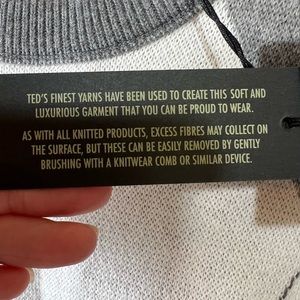 TED'S FINEST YARNS HAVE BEEN USED TO CREATE THIS SOFT AND
LUXURIOUS GARMENT THAT YOU CAN BE PROUD TO WEAR.
AS WITH ALL KNITTED PRODUCTS, EXCESS FIBRES MAY COLLECT ON
THE SURFACE, BUT THESE CAN BE EASILY REMOVED BY GENTLY
BRUSHING WITH A KNITWEAR COMB OR SIMILAR DEVICE.